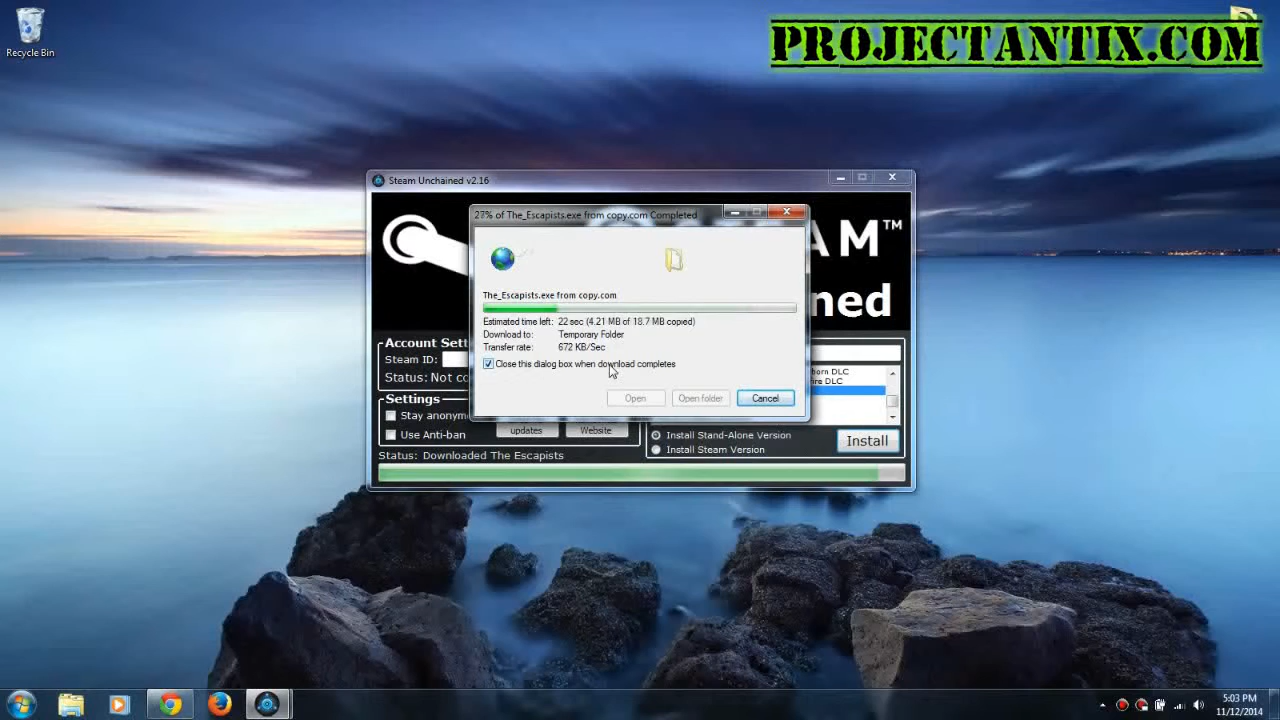 Recycle Bin
PROJECTANTIX.COM
Steam Unchained v2.16
27% of The_Escapists.exe from copy.com Completed
AM™
ned
The_Escapists.exe from copy.com
Estimated time left: 22 sec (4.21 MB of 18.7 MB copied)
Download to: Temporary Folder
Transfer rate: 672 KB/Sec
Close this dialog box when download completes
Open
Open folder
Cancel
Account Sett
Steam ID:
Status: Not co
Settings
Stay anonym
Use Anti-ban
updates
Website
born DLC
fire DLC
Install Stand-Alone Version
Install Steam Version
Install
Status: Downloaded The Escapists
5:03 PM
11/12/2014